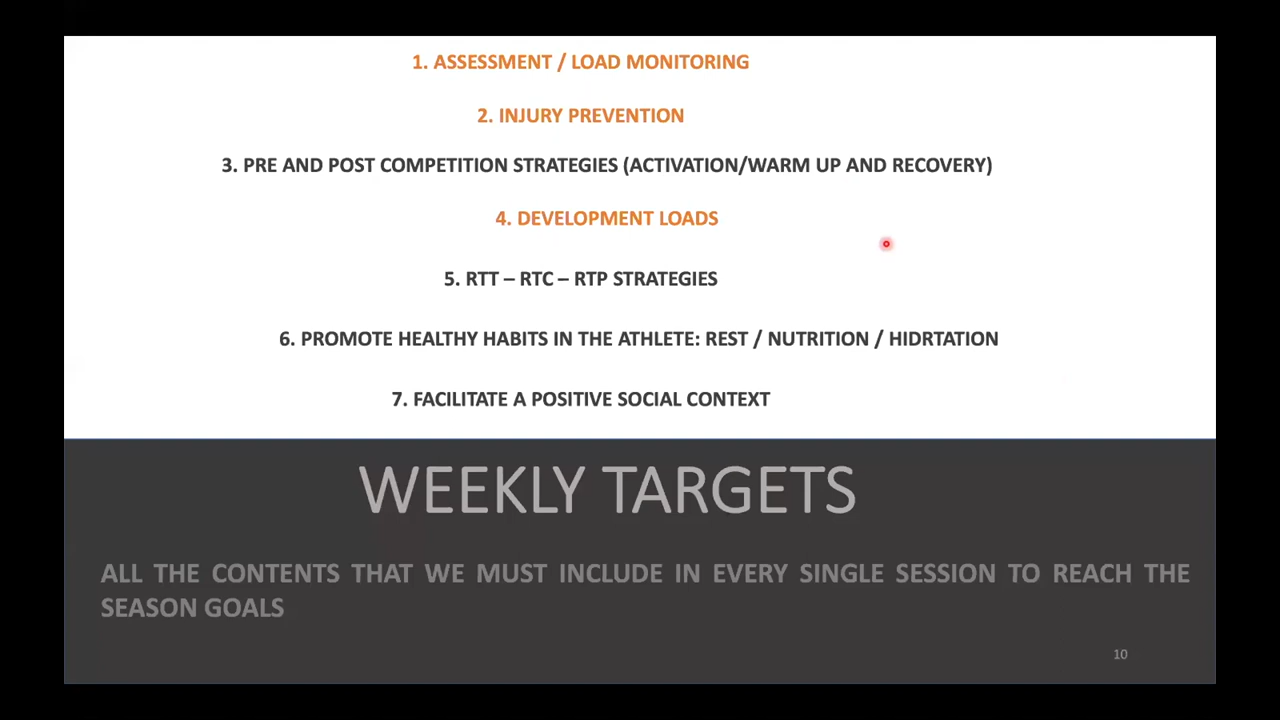 1. ASSESSMENT / LOAD MONITORING
2. INJURY PREVENTION
3. PRE AND POST COMPETITION STRATEGIES (ACTIVATION/WARM UP AND RECOVERY)
4. DEVELOPMENT LOADS
5. RTT – RTC – RTP STRATEGIES
6. PROMOTE HEALTHY HABITS IN THE ATHLETE: REST / NUTRITION / HIDRTATION
7. FACILITATE A POSITIVE SOCIAL CONTEXT
WEEKLY TARGETS
ALL THE CONTENTS THAT WE MUST INCLUDE IN EVERY SINGLE SESSION TO REACH THE
SEASON GOALS
10